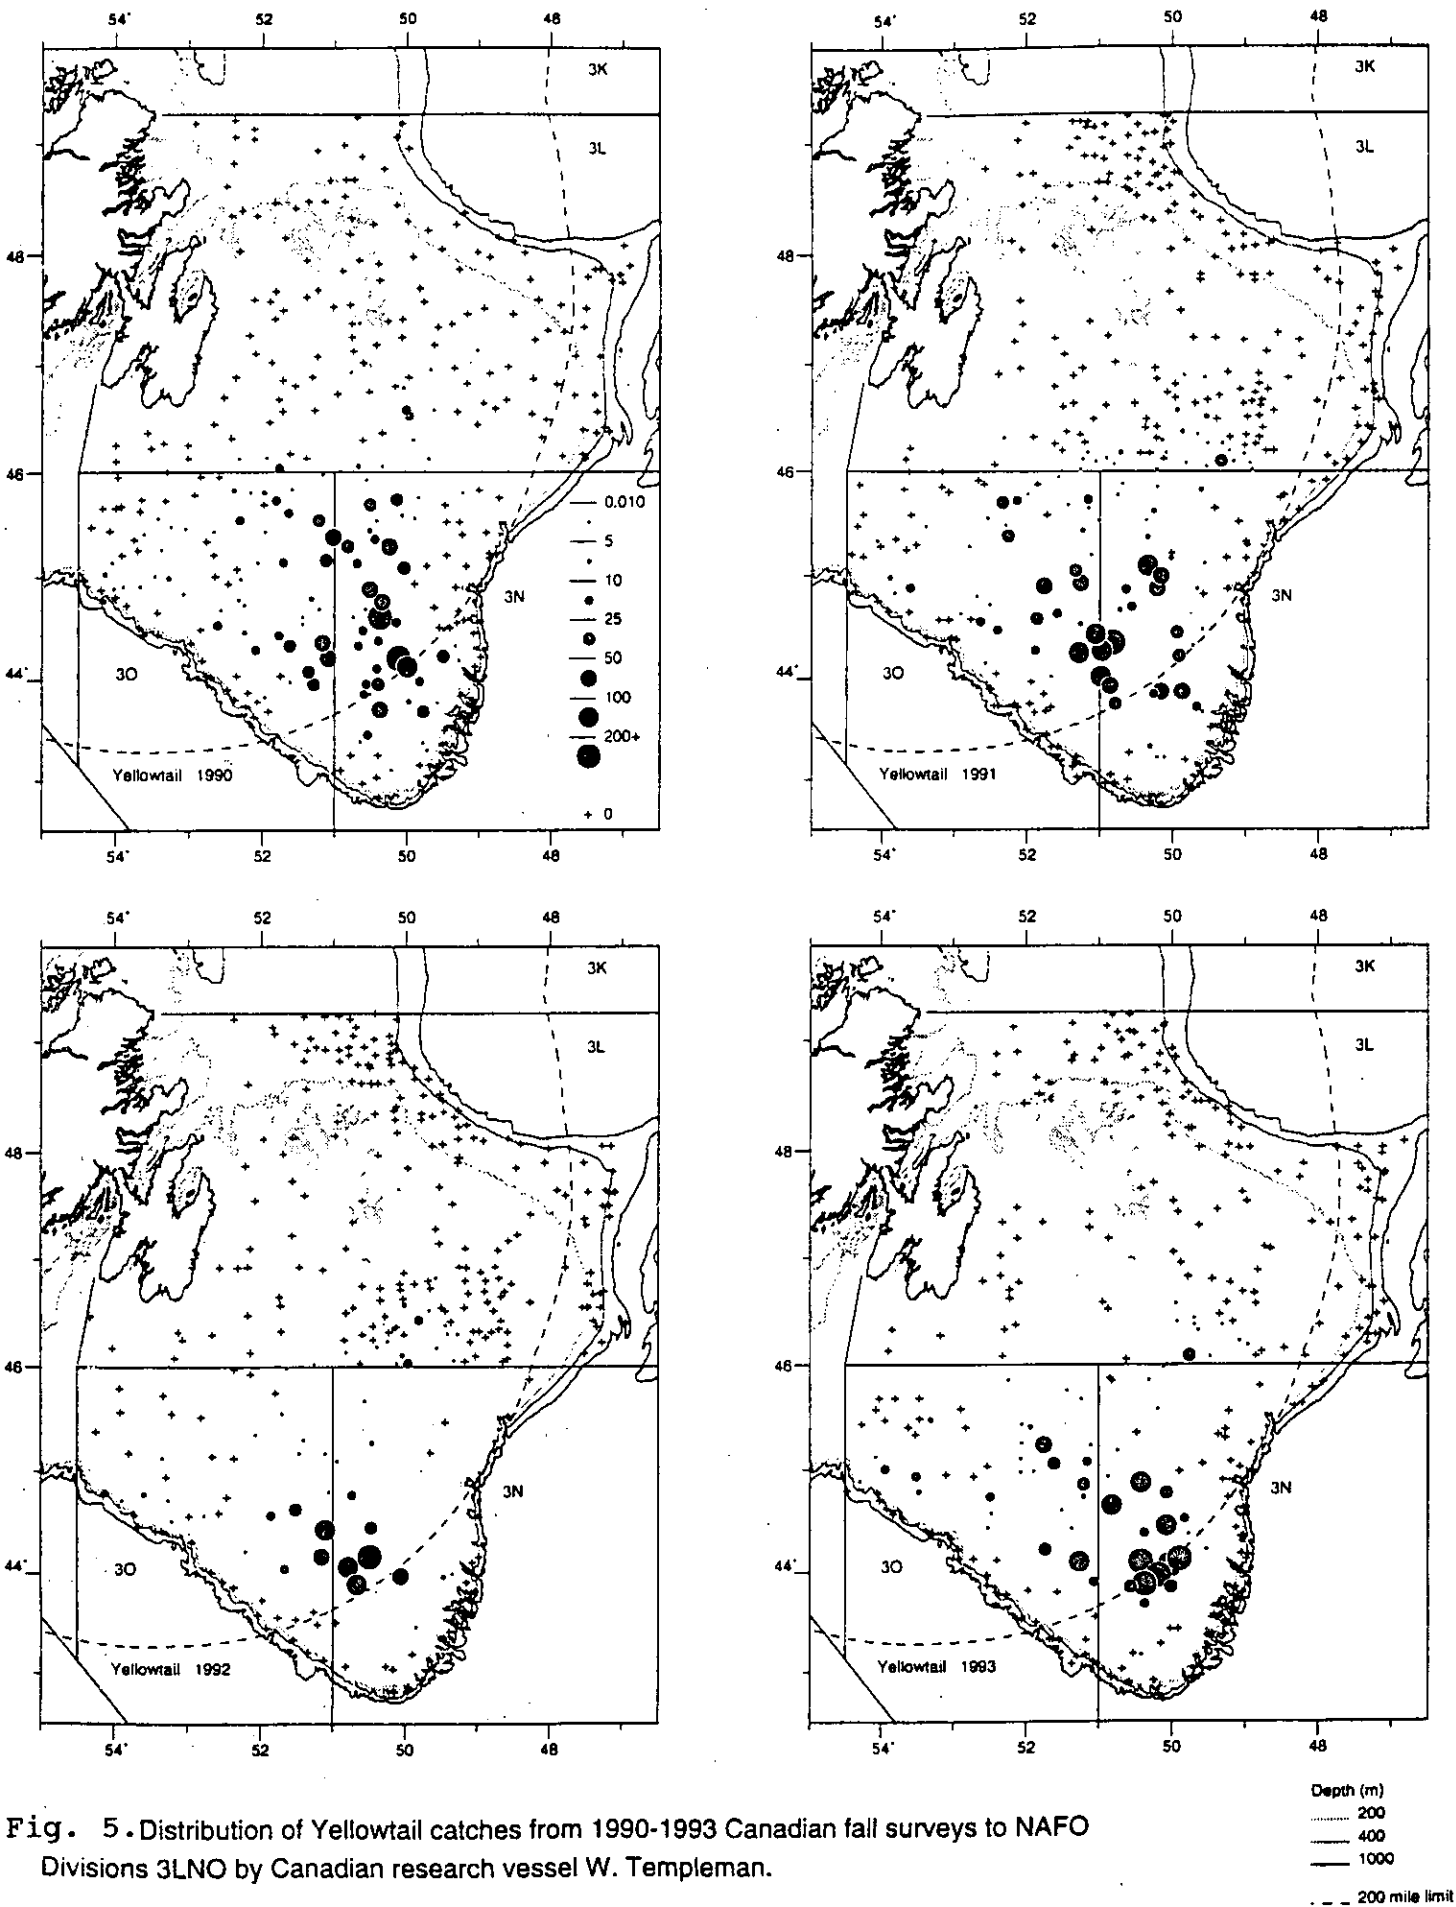 54° 52 50 48
54° 52 50 48
3K
3K
3L
3L
48
48
46
46
0.010
5
10
25
50
100
200+
+ 0
3N
3N
3O
3O
44°
44°
Yellowtail 1990
Yellowtail 1991
54° 52 50 48
54° 52 50 48
54° 52 50 48
54° 52 50 48
3K
3K
3L
3L
48
48
46
46
3N
3N
3O
3O
44°
44°
Yellowtail 1992
Yellowtail 1993
54° 52 50 48
54° 52 50 48
Depth (m)
200
400
1000
200 mile limit
Fig. 5. Distribution of Yellowtail catches from 1990-1993 Canadian fall surveys to NAFO
Divisions 3LNO by Canadian research vessel W. Templeman.